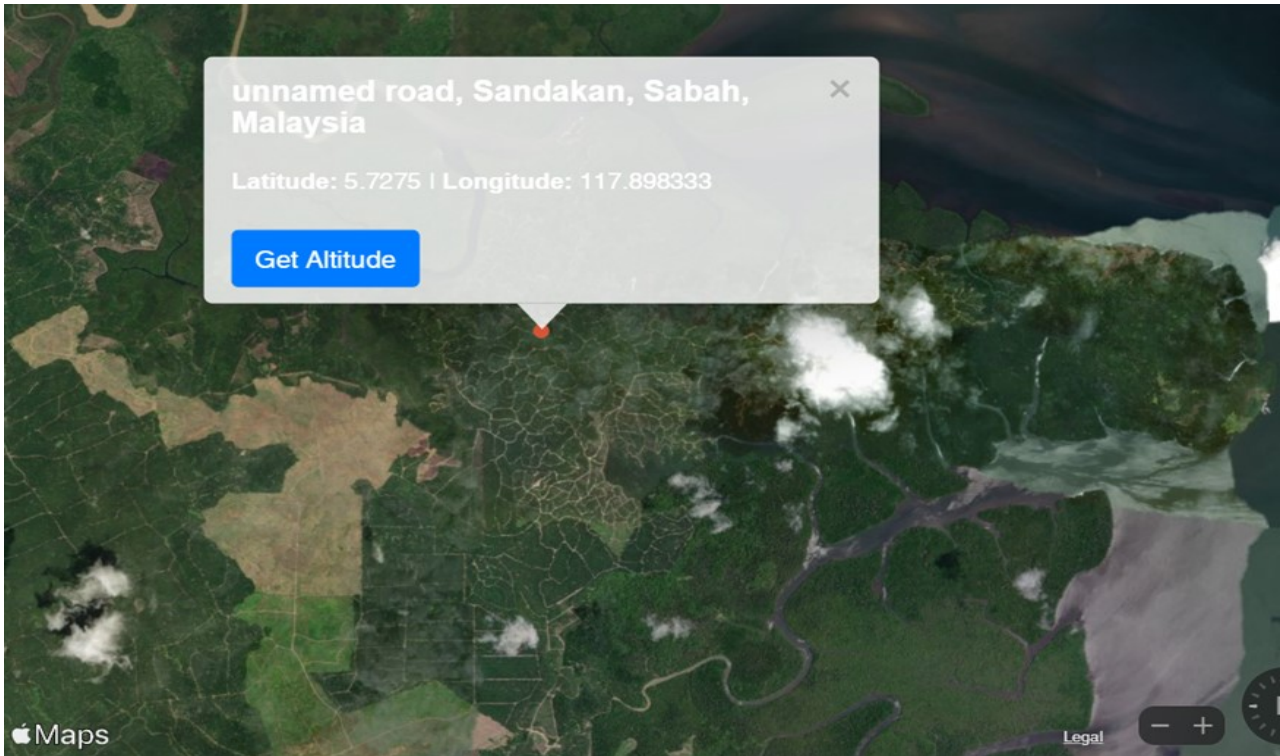 unnamed road, Sandakan, Sabah,
Malaysia
Latitude: 5.7275 | Longitude: 117.898333
Get Altitude
Maps
Legal